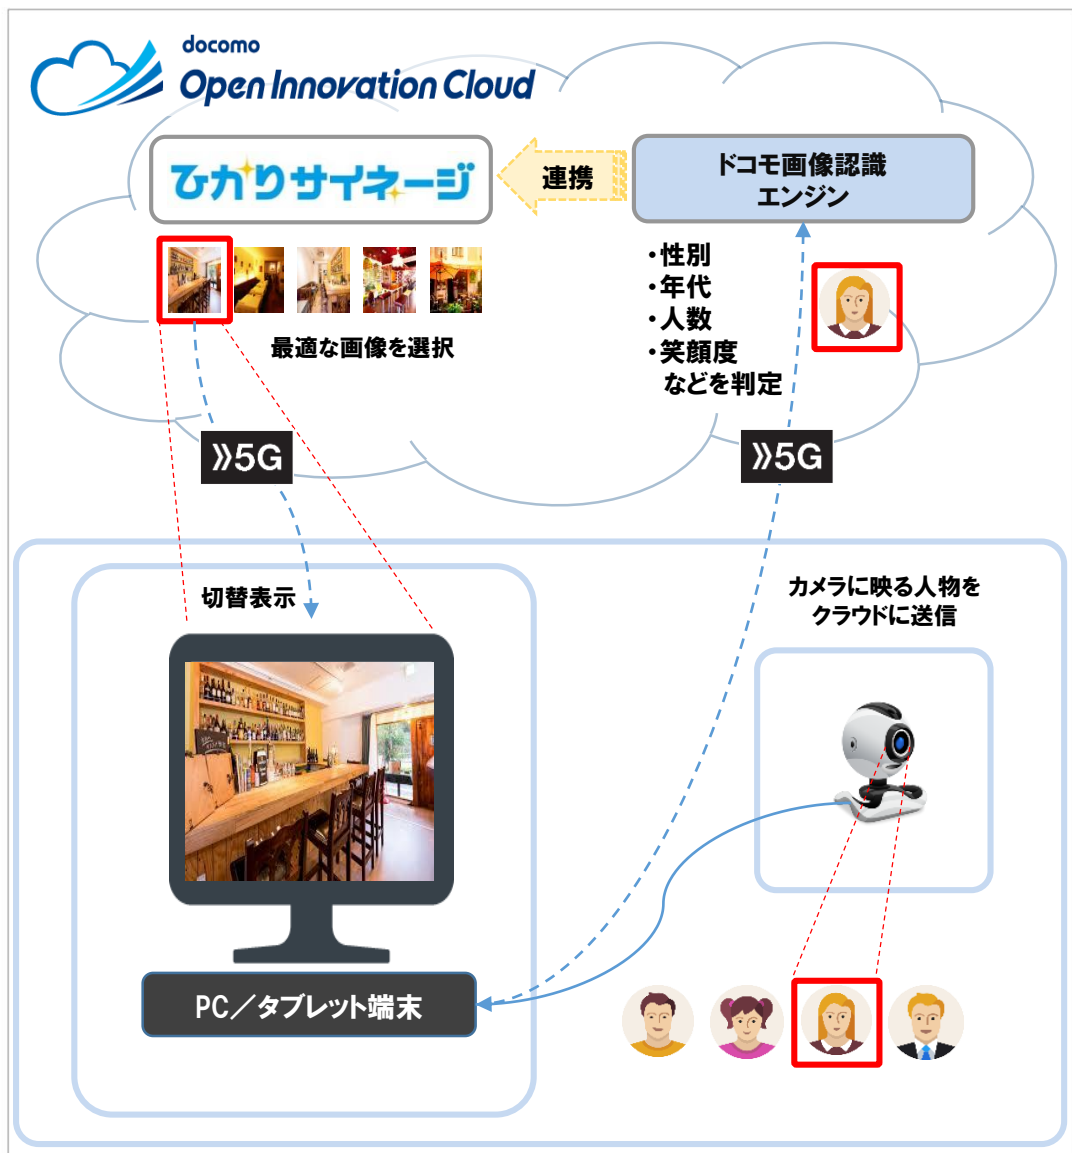 docomo
Open Innovation Cloud
ひかりサイネージ
連携
ドコモ画像認識
エンジン
・性別
・年代
・人数
・笑顔度
などを判定
最適な画像を選択
》5G
》5G
切替表示
カメラに映る人物を
クラウドに送信
PC／タブレット端末